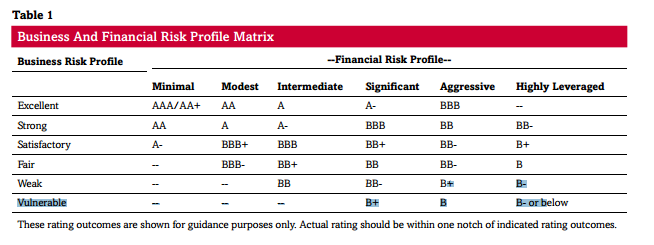 Table 1
Business And Financial Risk Profile Matrix
Business Risk Profile --Financial Risk Profile--
Minimal Modest Intermediate Significant Aggressive Highly Leveraged
Excellent AAA/AA+ AA A A- BBB --
Strong AA A A- BBB BB BB-
Satisfactory A- BBB+ BBB BB+ BB- B+
Fair -- BBB- BB+ BB BB- B
Weak -- -- BB BB- B+ B-
Vulnerable -- -- -- B+ B B- or below
These rating outcomes are shown for guidance purposes only. Actual rating should be within one notch of indicated rating outcomes.